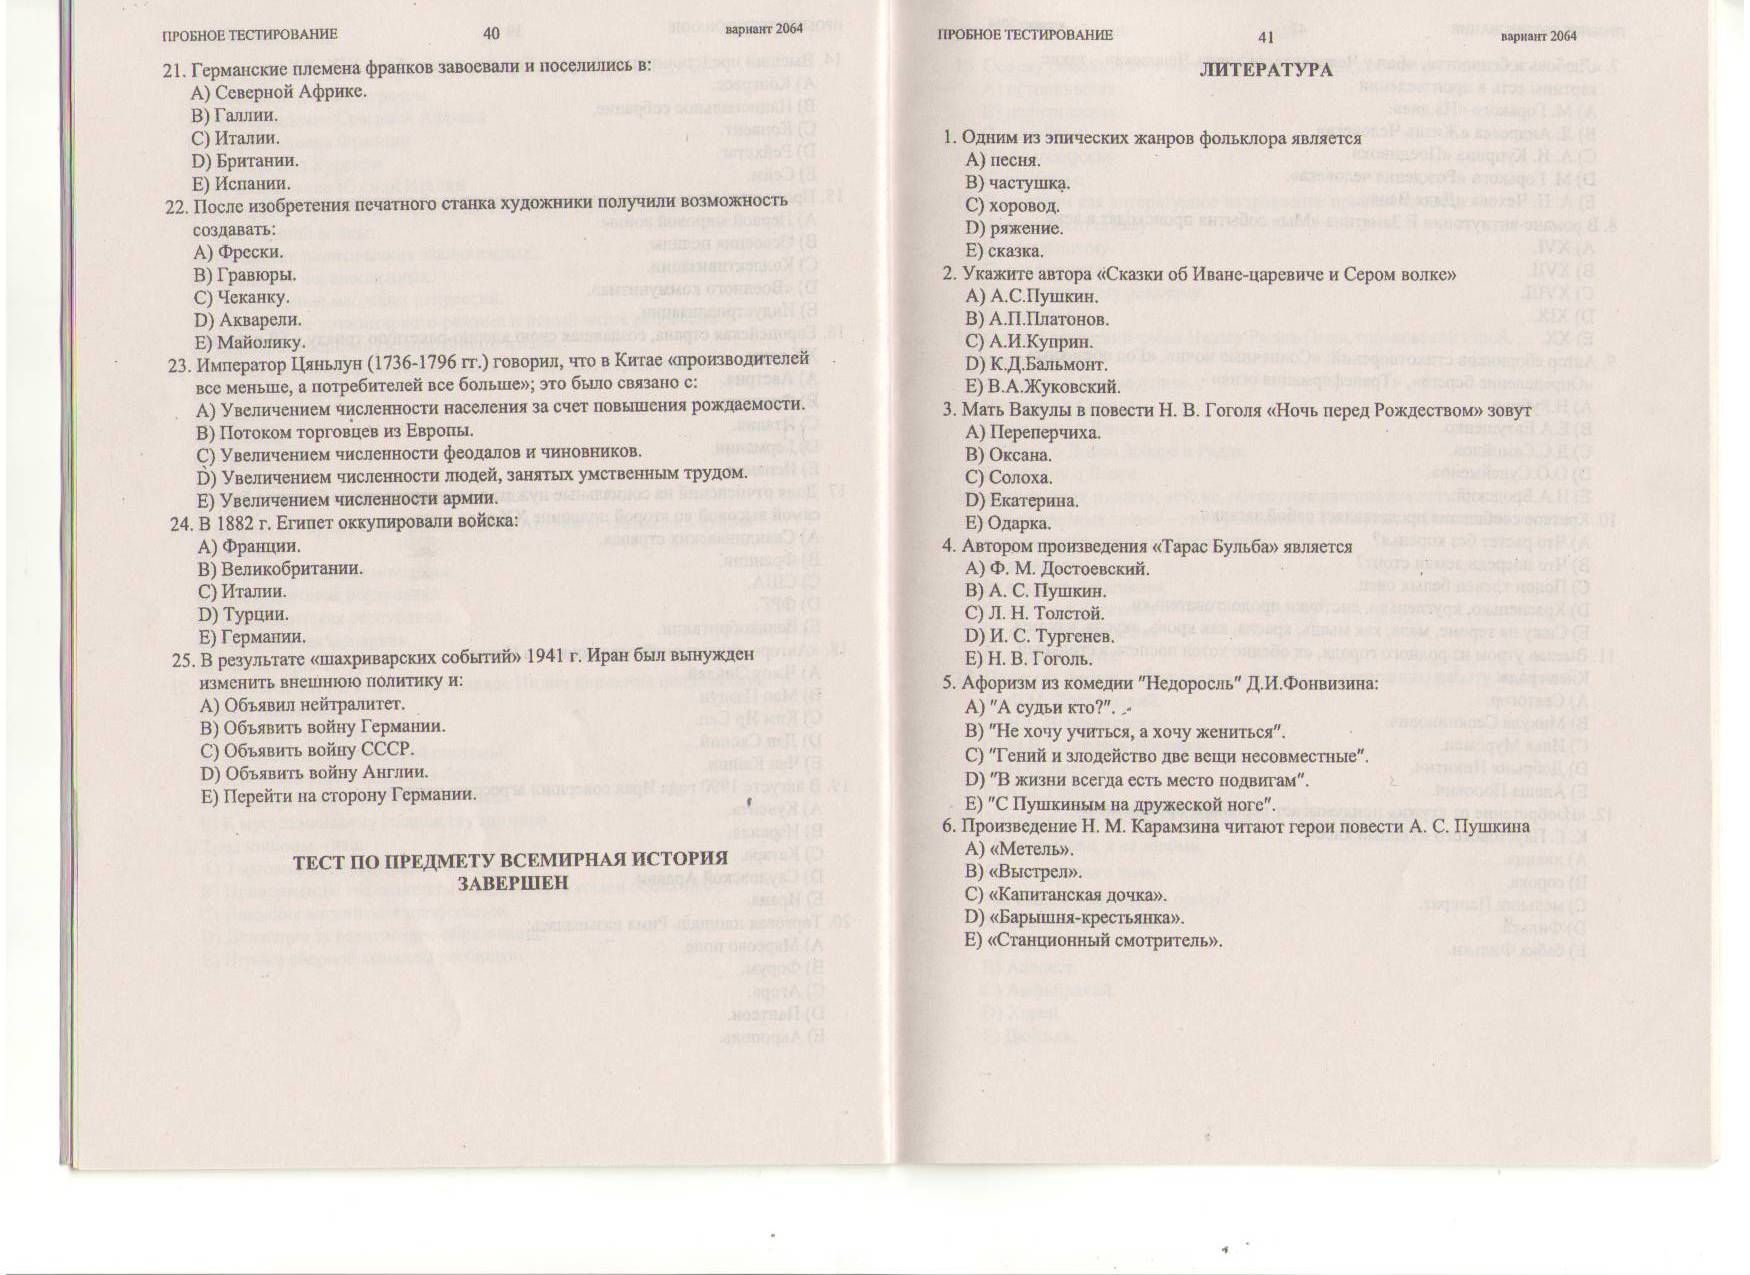 ПРОБНОЕ ТЕСТИРОВАНИЕ 40 вариант 2064
21. Германские племена франков завоевали и поселились в:
A) Северной Африке.
B) Галлии.
C) Италии.
D) Британии.
E) Испании.
22. После изобретения печатного станка художники получили возможность
создавать:
A) Фрески.
B) Гравюры.
C) Чеканку.
D) Акварели.
E) Майолику.
23. Император Цяньлун (1736-1796 гг.) говорил, что в Китае «производителей
все меньше, а потребителей все больше»; это было связано с:
A) Увеличением численности населения за счет повышения рождаемости.
B) Потоком торговцев из Европы.
C) Увеличением численности феодалов и чиновников.
D) Увеличением численности людей, занятых умственным трудом.
E) Увеличением численности армии.
24. В 1882 г. Египет оккупировали войска:
A) Франции.
B) Великобритании.
C) Италии.
D) Турции.
E) Германии.
25. В результате «шахриварских событий» 1941 г. Иран был вынужден
изменить внешнюю политику и:
A) Объявил нейтралитет.
B) Объявить войну Германии.
C) Объявить войну СССР.
D) Объявить войну Англии.
E) Перейти на сторону Германии.
ТЕСТ ПО ПРЕДМЕТУ ВСЕМИРНАЯ ИСТОРИЯ
ЗАВЕРШЕН
ПРОБНОЕ ТЕСТИРОВАНИЕ 41 вариант 2064
ЛИТЕРАТУРА
1. Одним из эпических жанров фольклора является
A) песня.
B) частушка.
C) хоровод.
D) ряжение.
E) сказка.
2. Укажите автора «Сказки об Иване-царевиче и Сером волке»
A) А.С.Пушкин.
B) А.П.Платонов.
C) А.И.Куприн.
D) К.Д.Бальмонт.
E) В.А.Жуковский.
3. Мать Вакулы в повести Н. В. Гоголя «Ночь перед Рождеством» зовут
A) Переперчиха.
B) Оксана.
C) Солоха.
D) Екатерина.
E) Одарка.
4. Автором произведения «Тарас Бульба» является
A) Ф. М. Достоевский.
B) А. С. Пушкин.
C) Л. Н. Толстой.
D) И. С. Тургенев.
E) Н. В. Гоголь.
5. Афоризм из комедии "Недоросль" Д.И.Фонвизина:
A) "А судьи кто?".
B) "Не хочу учиться, а хочу жениться".
C) "Гений и злодейство две вещи несовместные".
D) "В жизни всегда есть место подвигам".
E) "С Пушкиным на дружеской ноге".
6. Произведение Н. М. Карамзина читают герои повести А. С. Пушкина
A) «Метель».
B) «Выстрел».
C) «Капитанская дочка».
D) «Барышня-крестьянка».
E) «Станционный смотритель».